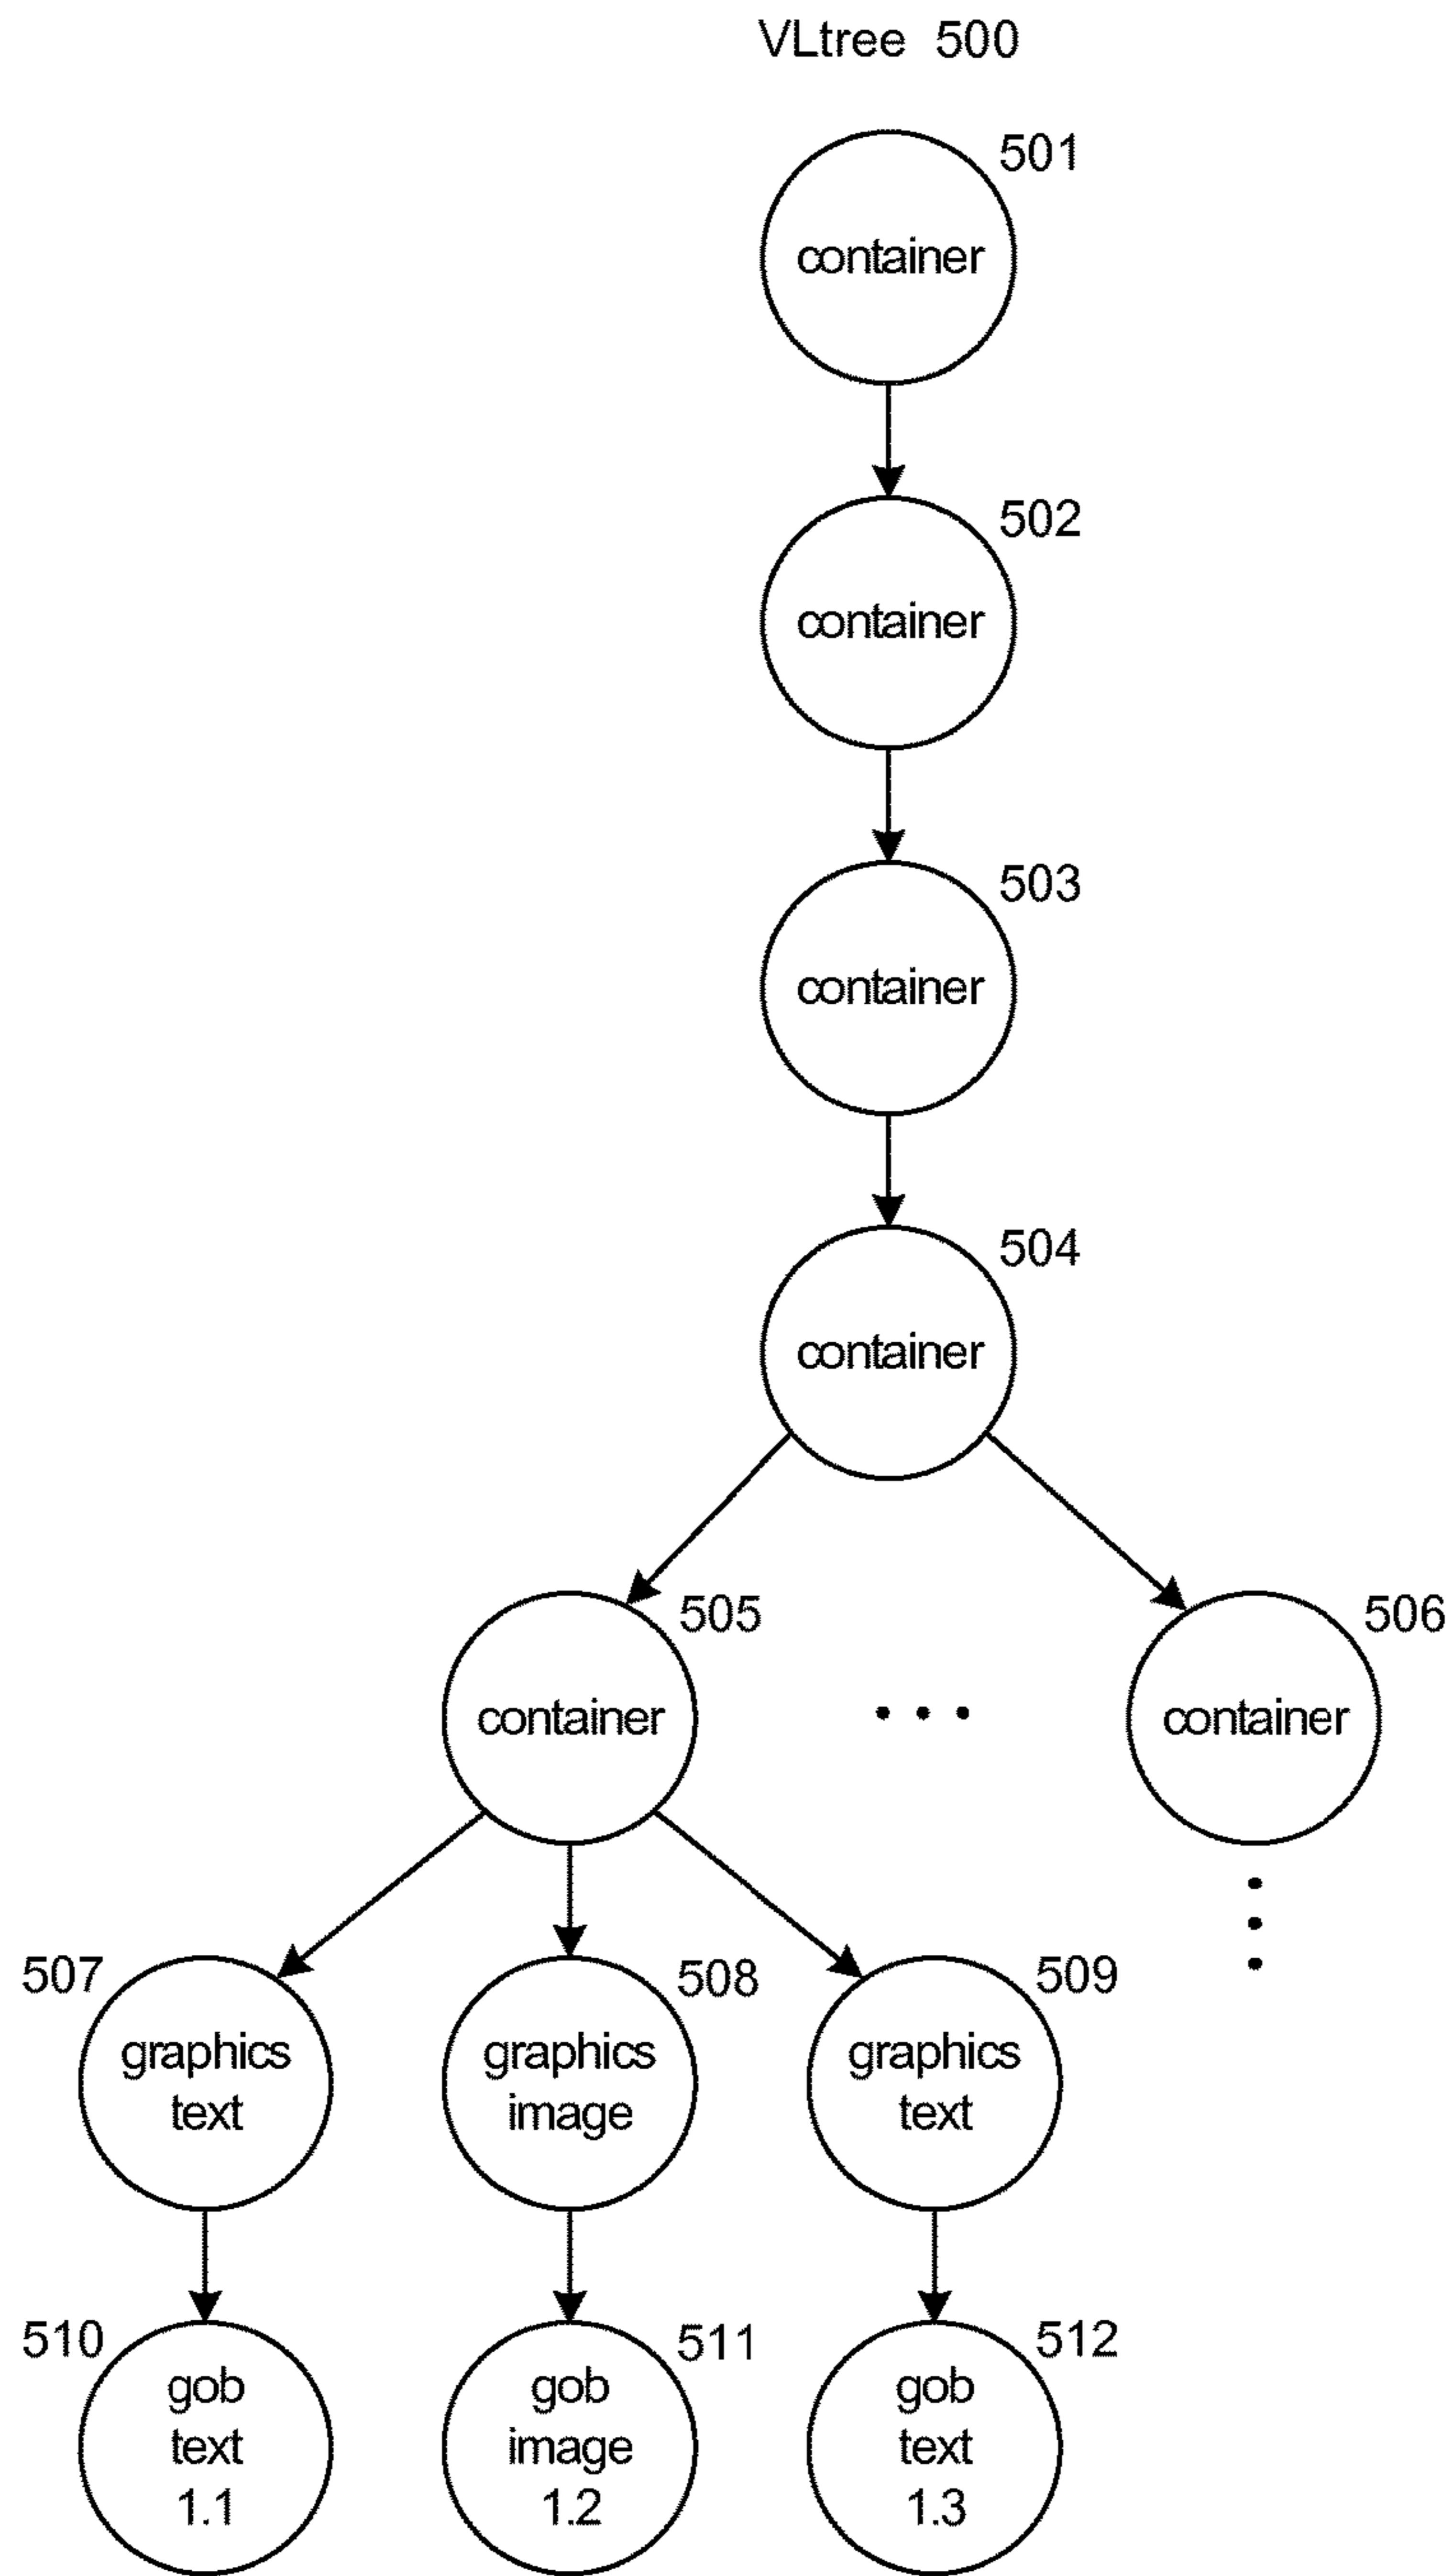 VLtree 500
501
container
502
container
503
container
504
container
505
506
container
...
container
507
508
509
graphics
text
graphics
image
graphics
text
510
511
512
gob
text
1.1
gob
image
1.2
gob
text
1.3